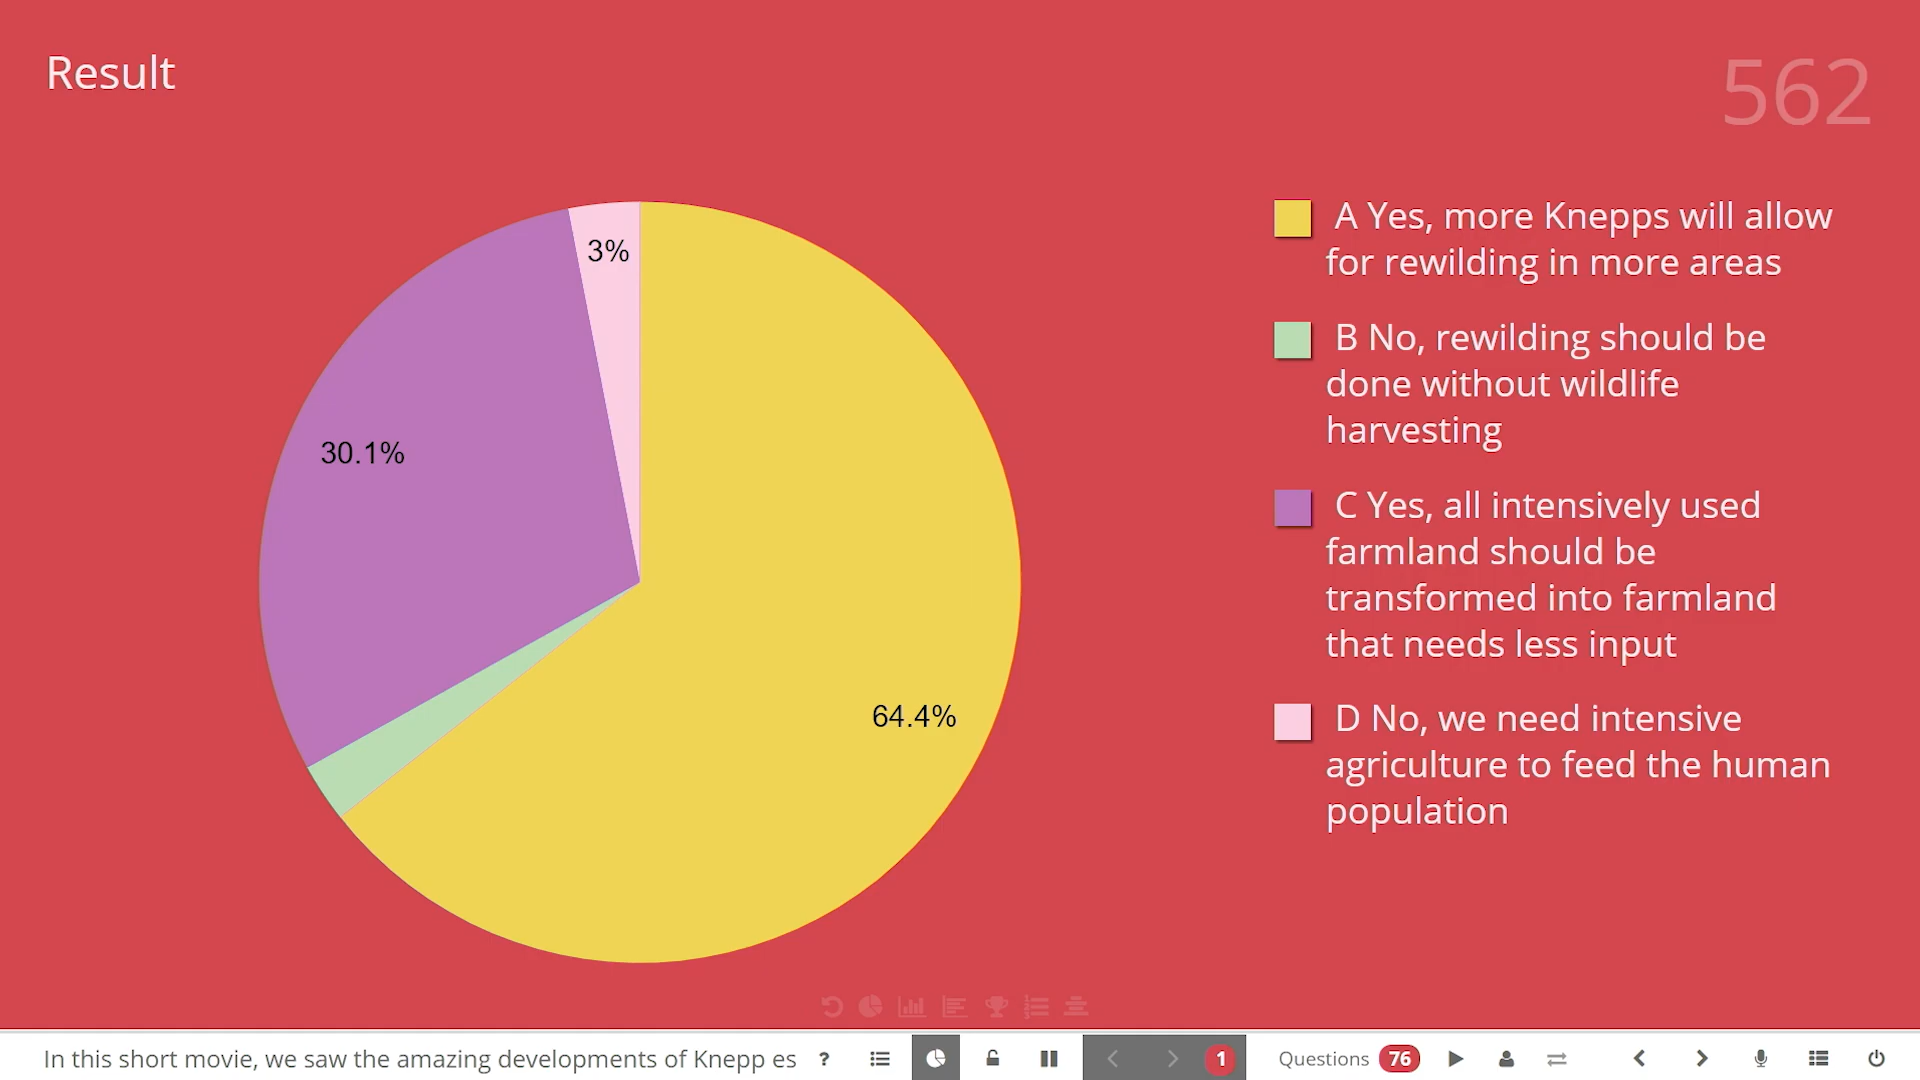 Result
562
3%
30.1%
64.4%
A Yes, more Knepps will allow
for rewilding in more areas
B No, rewilding should be
done without wildlife
harvesting
C Yes, all intensively used
farmland should be
transformed into farmland
that needs less input
D No, we need intensive
agriculture to feed the human
population
In this short movie, we saw the amazing developments of Knepp es ? 1 Questions 76